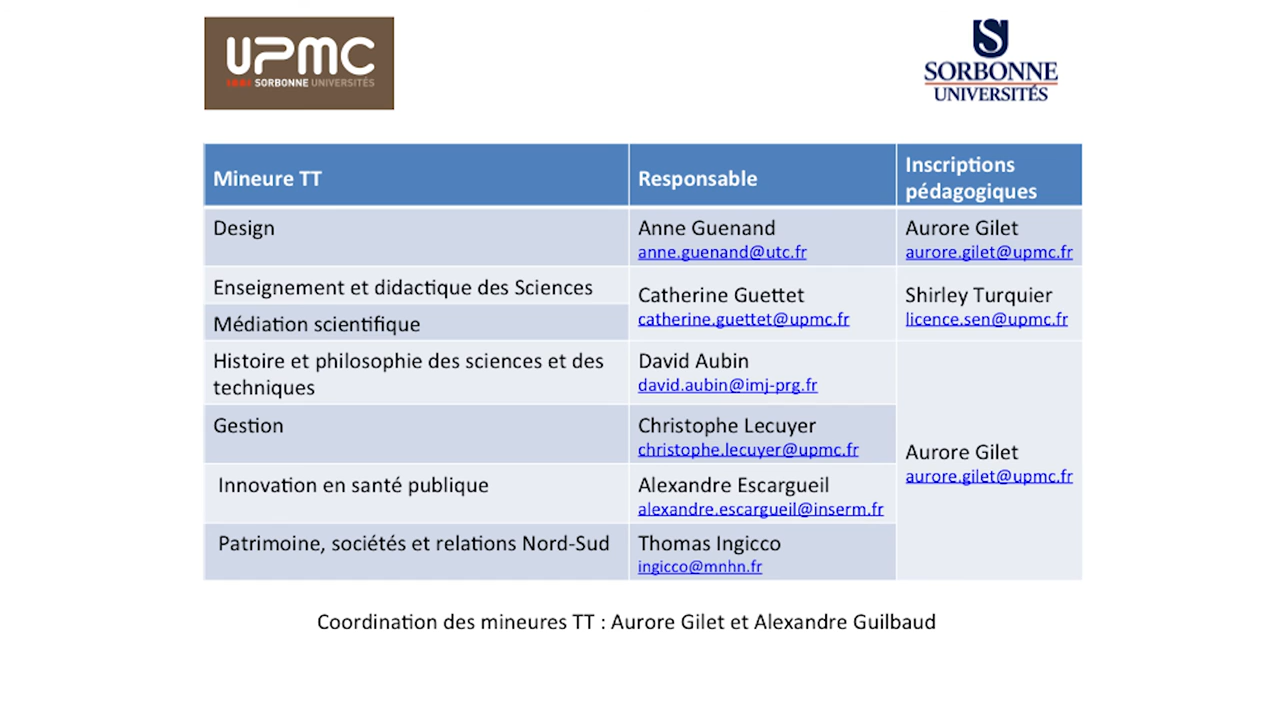 UPMC
SORBONNE UNIVERSITÉS
S
SORBONNE
UNIVERSITÉS
Mineure TT
Responsable
Inscriptions
pédagogiques
Design
Anne Guenand
anne.guenand@utc.fr
Aurore Gilet
aurore.gilet@upmc.fr
Enseignement et didactique des Sciences
Médiation scientifique
Catherine Guettet
catherine.guettet@upmc.fr
Shirley Turquier
licence.sen@upmc.fr
Histoire et philosophie des sciences et des
techniques
David Aubin
david.aubin@imj-prg.fr
Gestion
Christophe Lecuyer
christophe.lecuyer@upmc.fr
Aurore Gilet
aurore.gilet@upmc.fr
Innovation en santé publique
Alexandre Escargueil
alexandre.escargueil@inserm.fr
Patrimoine, sociétés et relations Nord-Sud
Thomas Ingicco
ingicco@mnhn.fr
Coordination des mineures TT : Aurore Gilet et Alexandre Guilbaud